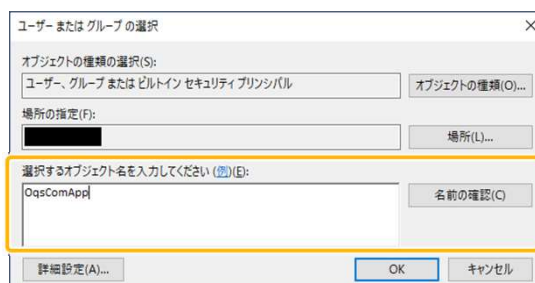 ユーザー または グループ の選択
オブジェクトの種類の選択(S):
ユーザー、グループ または ビルトイン セキュリティ プリンシパル
オブジェクトの種類(O)...
場所の指定(F):
場所(L)...
選択するオブジェクト名を入力してください (例)(E):
OqsComApp
名前の確認(C)
詳細設定(A)...
OK
キャンセル